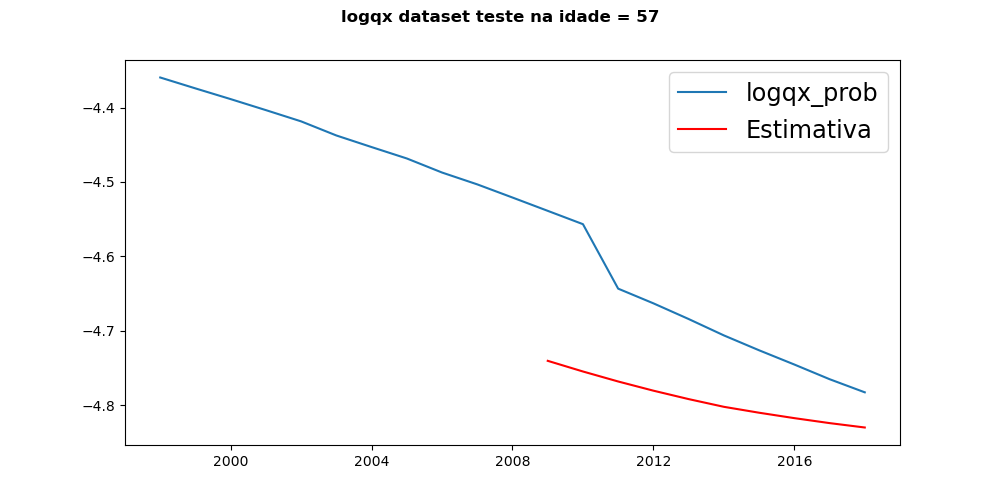 logqx dataset teste na idade = 57
logqx_prob
Estimativa
−4.4
−4.5
−4.6
−4.7
−4.8
2000 2004 2008 2012 2016